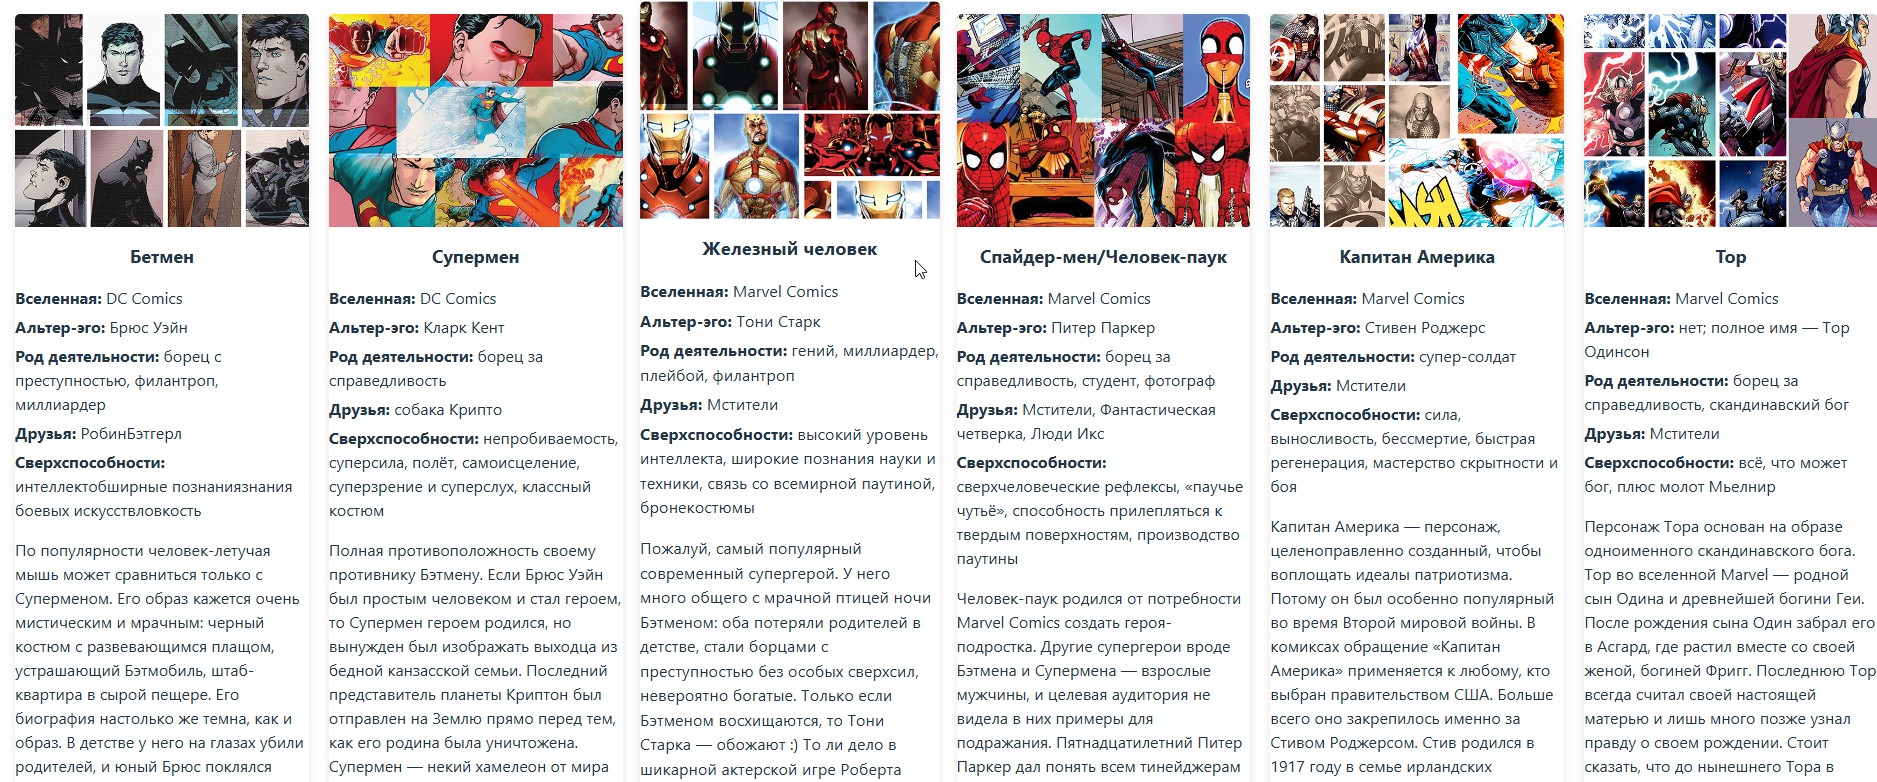 Бетмен
Вселенная: DC Comics
Альтер-эго: Брюс Уэйн
Род деятельности: борец с
преступностью, филантроп,
миллиардер
Друзья: РобинБэтгерл
Сверхспособности:
интеллектобширные познаниязнания
боевых искусствловкость
По популярности человек-летучая
мышь может сравниться только с
Суперменом. Его образ кажется очень
мистическим и мрачным: черный
костюм с развевающимся плащом,
устрашающий Бэтмобиль, штаб-
квартира в сырой пещере. Его
биография настолько же темна, как и
образ. В детстве у него на глазах убили
родителей, и юный Брюс поклялся
Супермен
Вселенная: DC Comics
Альтер-эго: Кларк Кент
Род деятельности: борец за
справедливость
Друзья: собака Крипто
Сверхспособности: непробиваемость,
суперсила, полёт, самоисцеление,
суперзрение и суперслух, классный
костюм
Полная противоположность своему
противнику Бэтмену. Если Брюс Уэйн
был простым человеком и стал героем,
то Супермен героем родился, но
вынужден был изображать выходца из
бедной канзасской семьи. Последний
представитель планеты Криптон был
отправлен на Землю прямо перед тем,
как его родина была уничтожена.
Супермен — некий хамелеон от мира
Железный человек
Вселенная: Marvel Comics
Альтер-эго: Тони Старк
Род деятельности: гений, миллиардер,
плейбой, филантроп
Друзья: Мстители
Сверхспособности: высокий уровень
интеллекта, широкие познания науки и
техники, связь со всемирной паутиной,
бронекостюмы
Пожалуй, самый популярный
современный супергерой. У него
много общего с мрачной птицей ночи
Бэтменом: оба потеряли родителей в
детстве, стали борцами с
преступностью без особых сверхсил,
невероятно богатые. Только если
Бэтменом восхищаются, то Тони
Старка — обожают :) То ли дело в
шикарной актерской игре Роберта
Спайдер-мен/Человек-паук
Вселенная: Marvel Comics
Альтер-эго: Питер Паркер
Род деятельности: борец за
справедливость, студент, фотограф
Друзья: Мстители, Фантастическая
четверка, Люди Икс
Сверхспособности:
сверхчеловеческие рефлексы, «паучье
чутьё», способность прилепляться к
твердым поверхностям, производство
паутины
Человек-паук родился от потребности
Marvel Comics создать героя-
подростка. Другие супергерои вроде
Бэтмена и Супермена — взрослые
мужчины, и целевая аудитория не
видела в них примеры для
подражания. Пятнадцатилетний Питер
Паркер дал понять всем тинейджерам
Капитан Америка
Вселенная: Marvel Comics
Альтер-эго: Стивен Роджерс
Род деятельности: супер-солдат
Друзья: Мстители
Сверхспособности: сила,
выносливость, бессмертие, быстрая
регенерация, мастерство скрытности и
боя
Капитан Америка — персонаж,
целеноправленно созданный, чтобы
воплощать идеалы патриотизма.
Потому он был особенно популярный
во время Второй мировой войны. В
комиксах обращение «Капитан
Америка» применяется к любому, кто
выбран правительством США. Больше
всего оно закрепилось именно за
Стивом Роджерсом. Стив родился в
1917 году в семье ирландских
Тор
Вселенная: Marvel Comics
Альтер-эго: нет; полное имя — Тор
Одинсон
Род деятельности: борец за
справедливость, скандинавский бог
Друзья: Мстители
Сверхспособности: всё, что может
бог, плюс молот Мьелнир
Персонаж Тора основан на образе
одноименного скандинавского бога.
Тор во вселенной Marvel — родной
сын Одина и древнейшей богини Геи.
После рождения сына Один забрал его
в Асгард, где растил вместе со своей
женой, богиней Фригг. Последнюю Тор
всегда считал своей настоящей
матерью и лишь много позже узнал
правду о своем рождении. Стоит
сказать, что до нынешнего Тора в